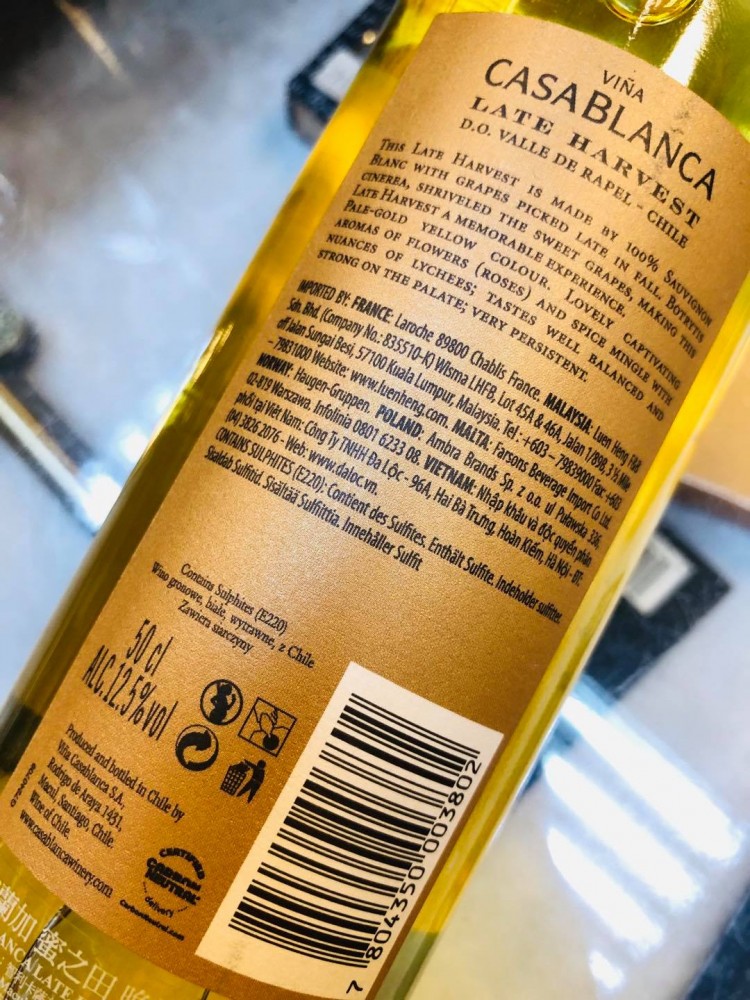 VIÑA
CASABLANCA
LATE HARVEST
D.O. VALLE DE RAPEL - CHILE
THIS LATE HARVEST IS MADE BY 100% SAUVIGNON
BLANC WITH GRAPES PICKED LATE IN FALL. BOTRYTIS
CINEREA, SHRIVELED THE SWEET GRAPES, MAKING THIS
LATE HARVEST A MEMORABLE EXPERIENCE.
PALE-GOLD YELLOW COLOUR. LOVELY CAPTIVATING
AROMAS OF FLOWERS (ROSES) AND SPICE MINGLE WITH
NUANCES OF LYCHEES; TASTES WELL BALANCED AND
STRONG ON THE PALATE; VERY PERSISTENT.
IMPORTED BY: FRANCE: Laroche 89800 Chablis. France. MALAYSIA: Luen Heng F&B
Sdn. Bhd. (Company No.: 835510-K) Wisma LHFB, Lot 45A & 46A, Jalan 1/89B, 3 ½ Mile
off Jalan Sungai Besi, 57100 Kuala Lumpur, Malaysia. Tel: +603 – 79839000 Fax: +603
– 79831000 Website: www.luenheng.com. MALTA: Farsons Beverage Import Co Ltd.
NORWAY: Haugen-Gruppen. POLAND: Ambra Brands Sp. z o.o. ul Puławska 336,
02-819 Warszawa, Infolinia 0801 6233 08. VIETNAM: Nhập khẩu và độc quyền phân
phối tại Việt Nam: Công Ty TNHH Đa Lộc - 96A, Hai Bà Trưng, Hoàn Kiếm, Hà Nội - ĐT:
(04) 3826 2076 - Web: www.daloc.vn.
CONTAINS SULPHITES (E220): Contient des Sulfites, Enthält Sulfite. Indeholder sulfitter.
Sisältää Sulfittia. Innehåller Sulfit
Contains Sulphites (E220)
Wino gronowe, białe, wytrawne, z Chile
Zawiera siarczyny
50 cl
ALC.12.5%vol
Produced and bottled in Chile by
Viña Casablanca S.A,
Rodrigo de Araya 1431,
Macul, Santiago, Chile.
Wine of Chile.
www.casablancawinery.com
CERTIFIED
CARBON
NEUTRAL
delivery
CarbonNeutral.com
7 804350 003802
蘭加 蜜之田 晚